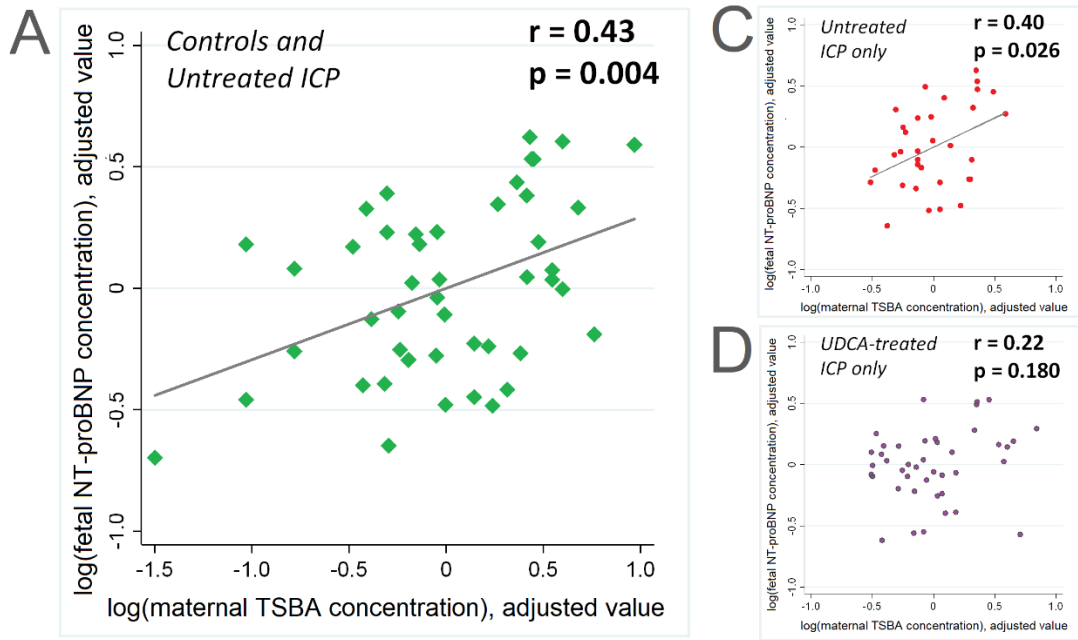 A
Controls and
Untreated ICP
r = 0.43
p = 0.004
log(fetal NT-proBNP concentration), adjusted value
1.0
0.5
0
-0.5
-1.0
-1.5
-1.0
-0.5
0
0.5
1.0
log(maternal TSBA concentration), adjusted value
C
Untreated
ICP only
r = 0.40
p = 0.026
log(fetal NT-proBNP concentration), adjusted value
1.0
0.5
0
-0.5
-1.0
-1.0
-0.5
0
0.5
1.0
log(maternal TSBA concentration), adjusted value
D
UDCA-treated
ICP only
r = 0.22
p = 0.180
log(fetal NT-proBNP concentration), adjusted value
1.0
0.5
0
-0.5
-1.0
-1.0
-0.5
0
0.5
1.0
log(maternal TSBA concentration), adjusted value